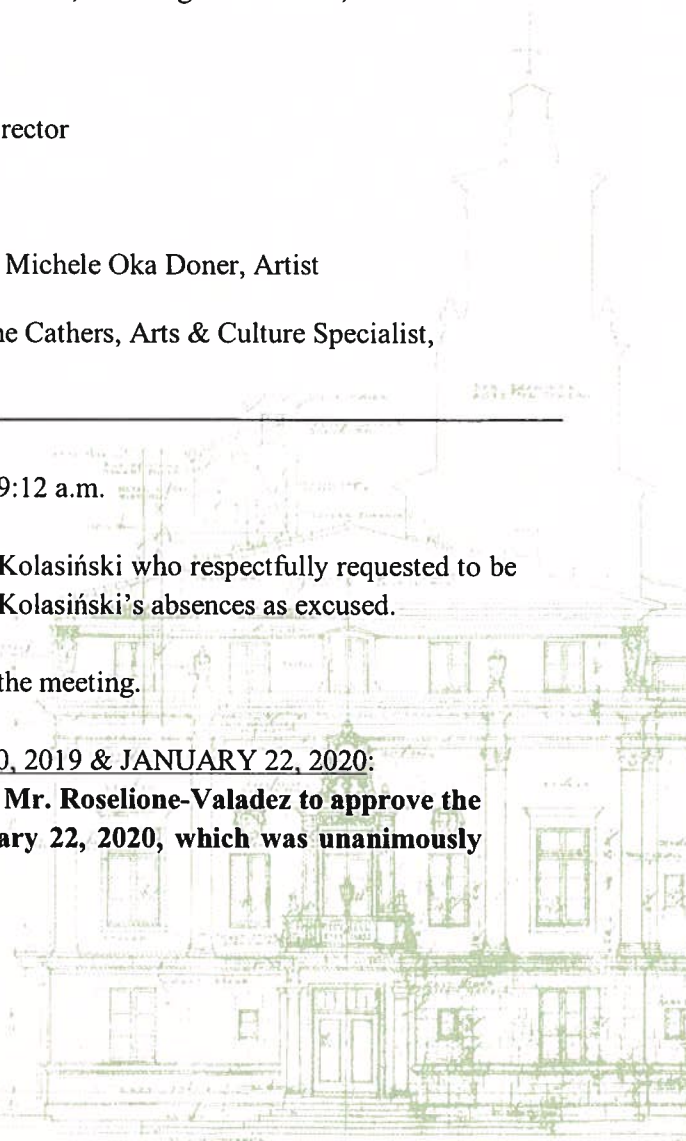 rector
Michele Oka Doner, Artist
ne Cathers, Arts & Culture Specialist,
9:12 a.m.
Kolasiński who respectfully requested to be
Kolasiński's absences as excused.
the meeting.
0, 2019 & JANUARY 22, 2020:
Mr. Roselione-Valadez to approve the
ary 22, 2020, which was unanimously